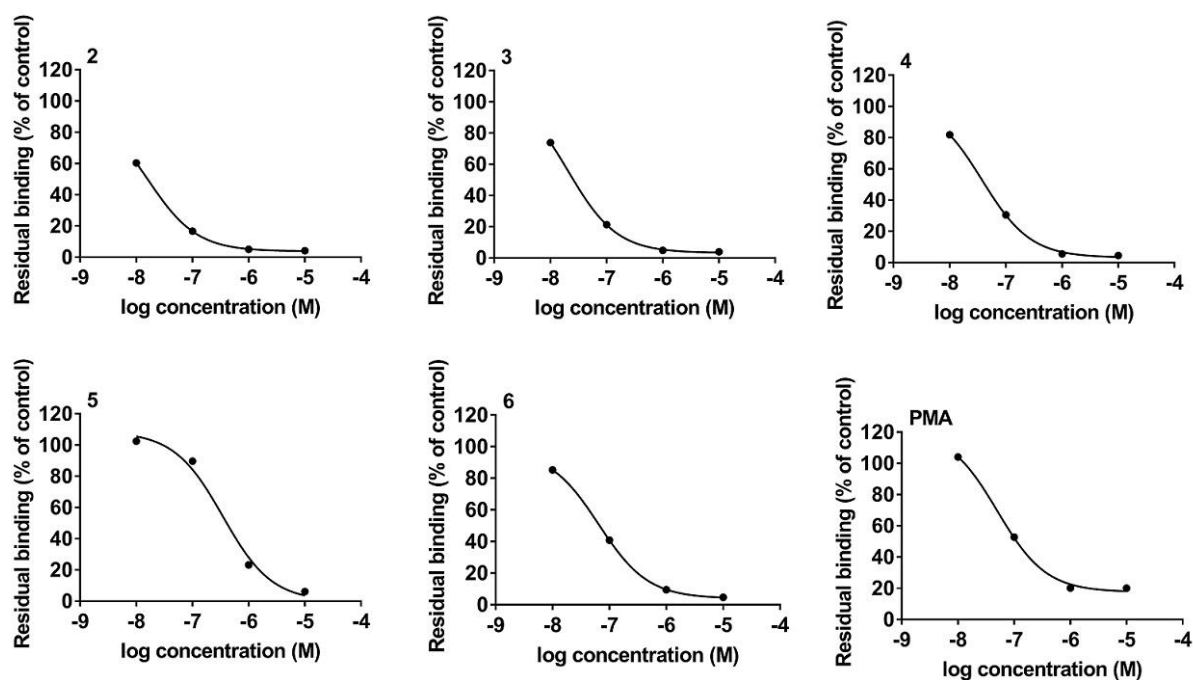 2
Residual binding (% of control)
120
100
80
60
40
20
0
-9 -8 -7 -6 -5 -4
log concentration (M)
3
Residual binding (% of control)
120
100
80
60
40
20
0
-9 -8 -7 -6 -5 -4
log concentration (M)
4
Residual binding (% of control)
120
100
80
60
40
20
0
-9 -8 -7 -6 -5 -4
log concentration (M)
5
Residual binding (% of control)
120
100
80
60
40
20
0
-9 -8 -7 -6 -5 -4
log concentration (M)
6
Residual binding (% of control)
120
100
80
60
40
20
0
-9 -8 -7 -6 -5 -4
log concentration (M)
PMA
Residual binding (% of control)
120
100
80
60
40
20
0
-9 -8 -7 -6 -5 -4
log concentration (M)